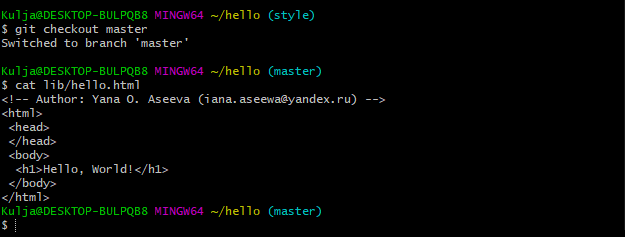 Kulja@DESKTOP-BULPQB8 MINGW64 ~/hello (style)
$ git checkout master
Switched to branch 'master'
Kulja@DESKTOP-BULPQB8 MINGW64 ~/hello (master)
$ cat lib/hello.html
<!-- Author: Yana O. Aseeva (iana.aseewa@yandex.ru) -->
<html>
 <head>
 </head>
 <body>
  <h1>Hello, World!</h1>
 </body>
</html>
Kulja@DESKTOP-BULPQB8 MINGW64 ~/hello (master)
$